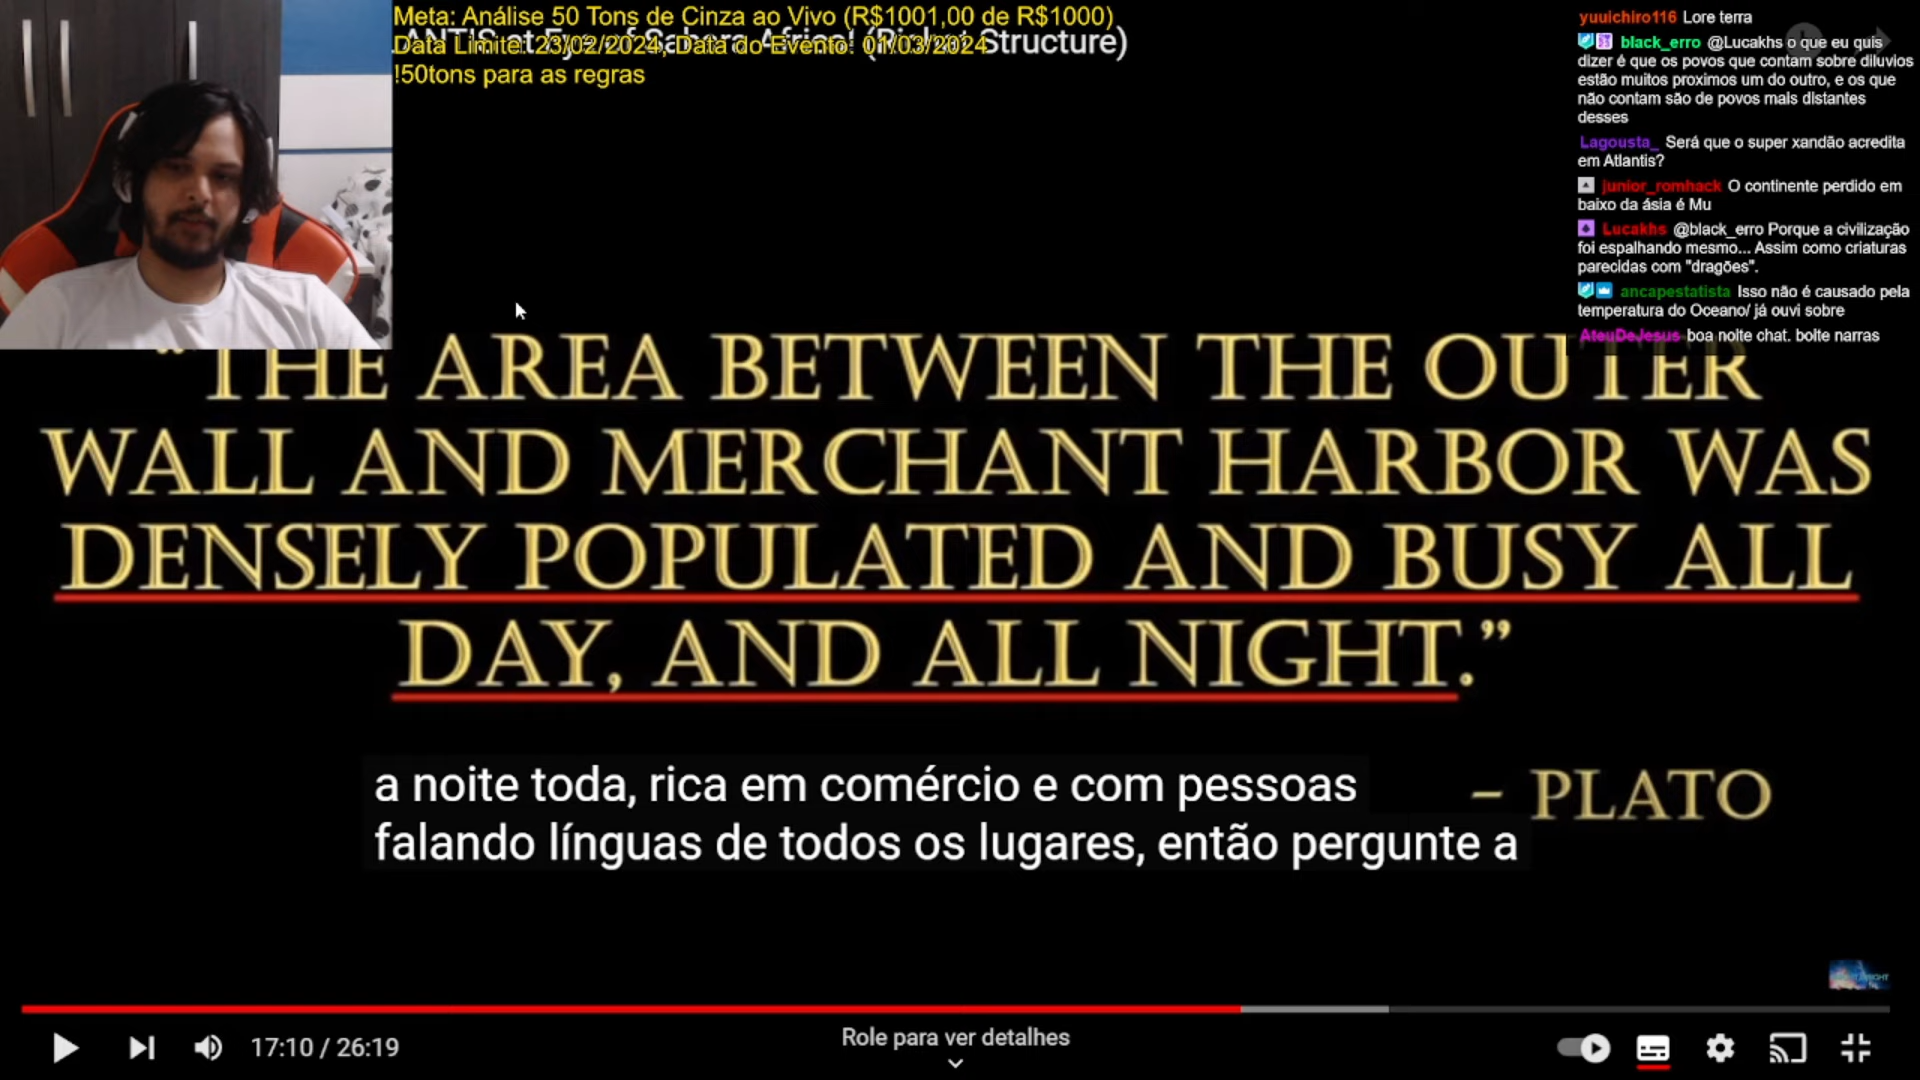 Meta: Análise 50 Tons de Cinza ao Vivo (R$1001,00 de R$1000)
Data Limite: 23/02/2024, Data do Evento: 01/03/2024
Structure)
!50tons para as regras
yuuichiro116 Lore terra
black_erro @Lucakhs o que eu quis
dizer é que os povos que contam sobre diluvios
estão muitos proximos um do outro, e os que
não contam são de povos mais distantes
desses
Lagousta_ Será que o super xandão acredita
em Atlantis?
junior_romhack O continente perdido em
baixo da ásia é Mu
Lucakhs @black_erro Porque a civilização
foi espalhando mesmo... Assim como criaturas
parecidas com "dragões".
ancapestatista Isso não é causado pela
temperatura do Oceano/ já ouvi sobre
AteuDeJesus boa noite chat. boite narras
“THE AREA BETWEEN THE OUTER
WALL AND MERCHANT HARBOR WAS
DENSELY POPULATED AND BUSY ALL
DAY, AND ALL NIGHT.”
– PLATO
a noite toda, rica em comércio e com pessoas
falando línguas de todos os lugares, então pergunte a
17:10 / 26:19
Role para ver detalhes